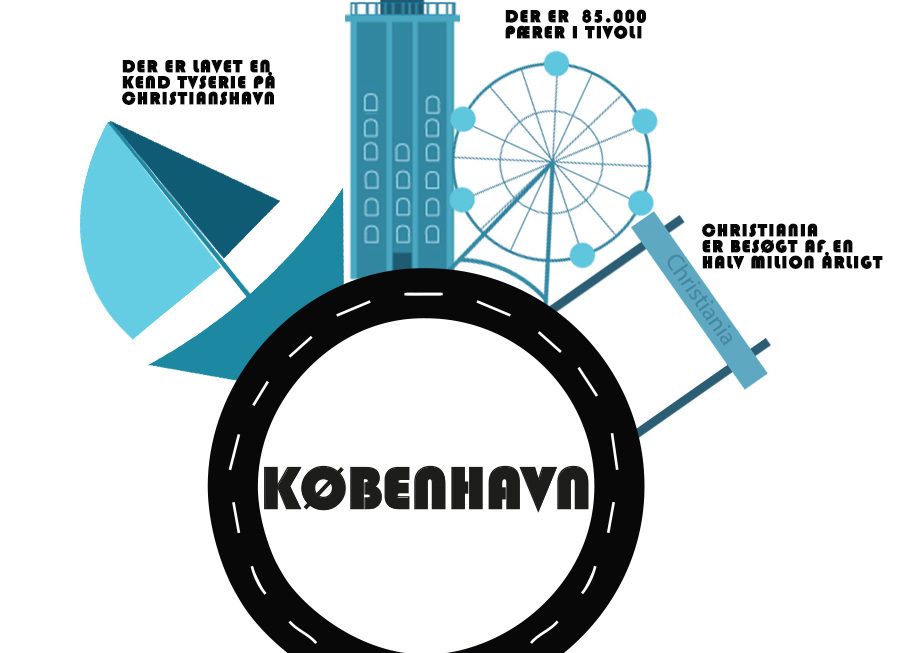 DER ER 85.000
PÆRER I TIVOLI
DER ER LAVET EN
KEND TVSERIE PÅ
CHRISTIANSHAVN
CHRISTIANIA
ER BESØGT AF EN
HALV MILION ÅRLIGT
Christiania
KØBENHAVN